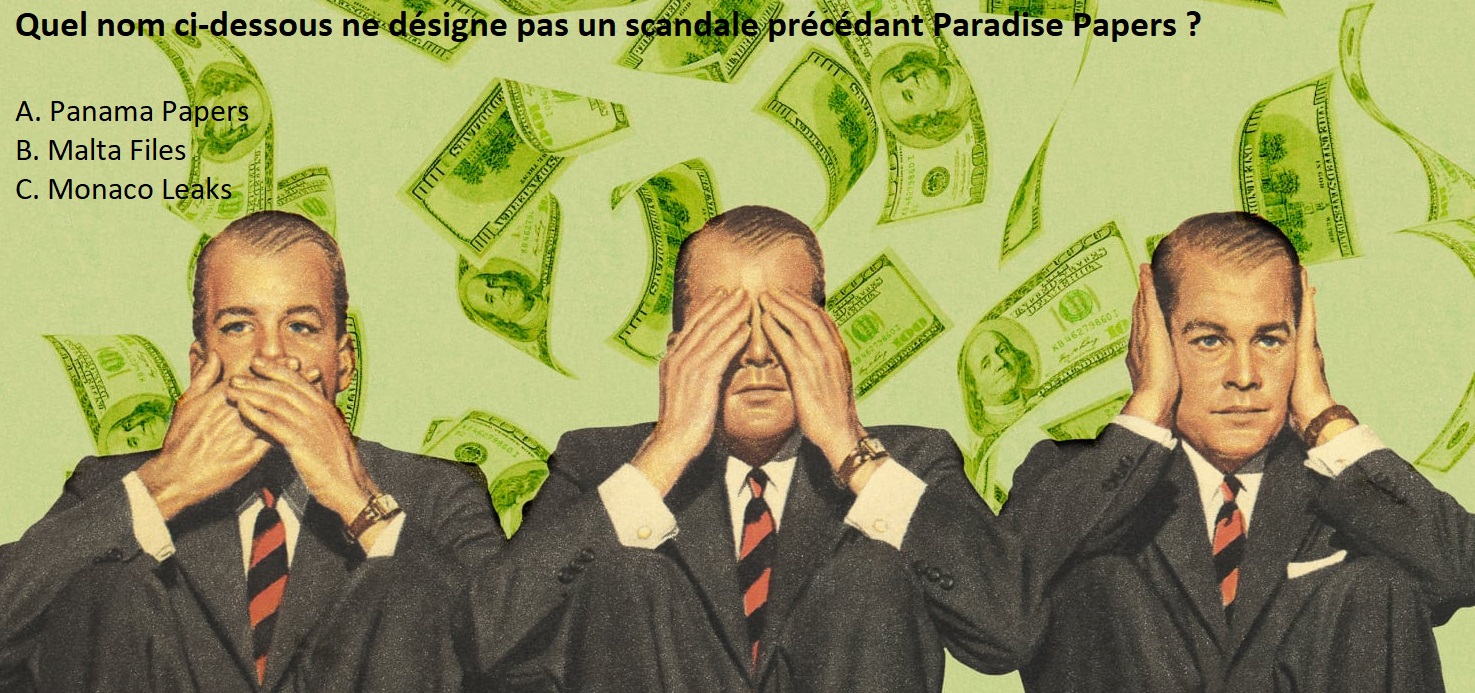 Quel nom ci-dessous ne désigne pas un scandale précédant Paradise Papers ?
A. Panama Papers
B. Malta Files
C. Monaco Leaks